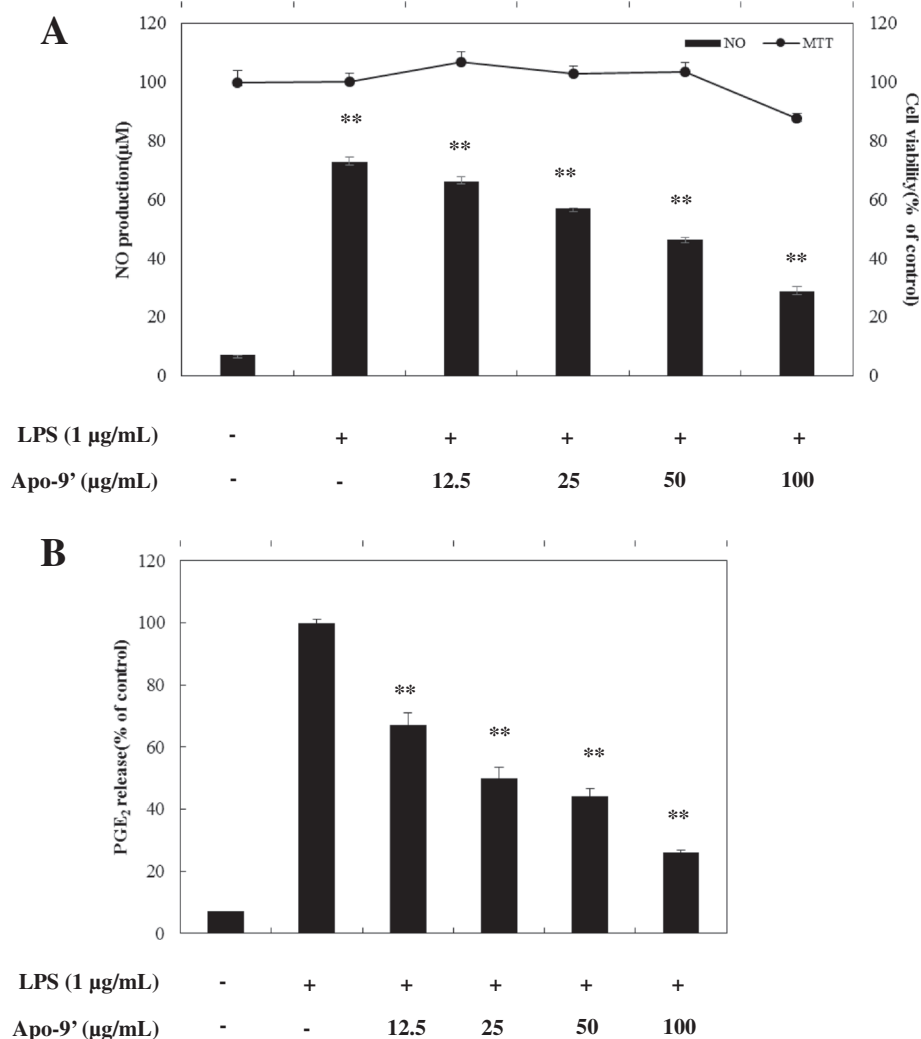 A
120
100
80
60
40
20
0
NO production(µM)
NO
MTT
**
**
**
**
**
120
100
80
60
40
20
0
Cell viability(% of control)
LPS (1 µg/mL) - + + + + +
Apo-9’ (µg/mL) - - 12.5 25 50 100
B
120
100
80
60
40
20
0
PGE₂ release(% of control)
**
**
**
**
LPS (1 µg/mL) - + + + + +
Apo-9’ (µg/mL) - - 12.5 25 50 100